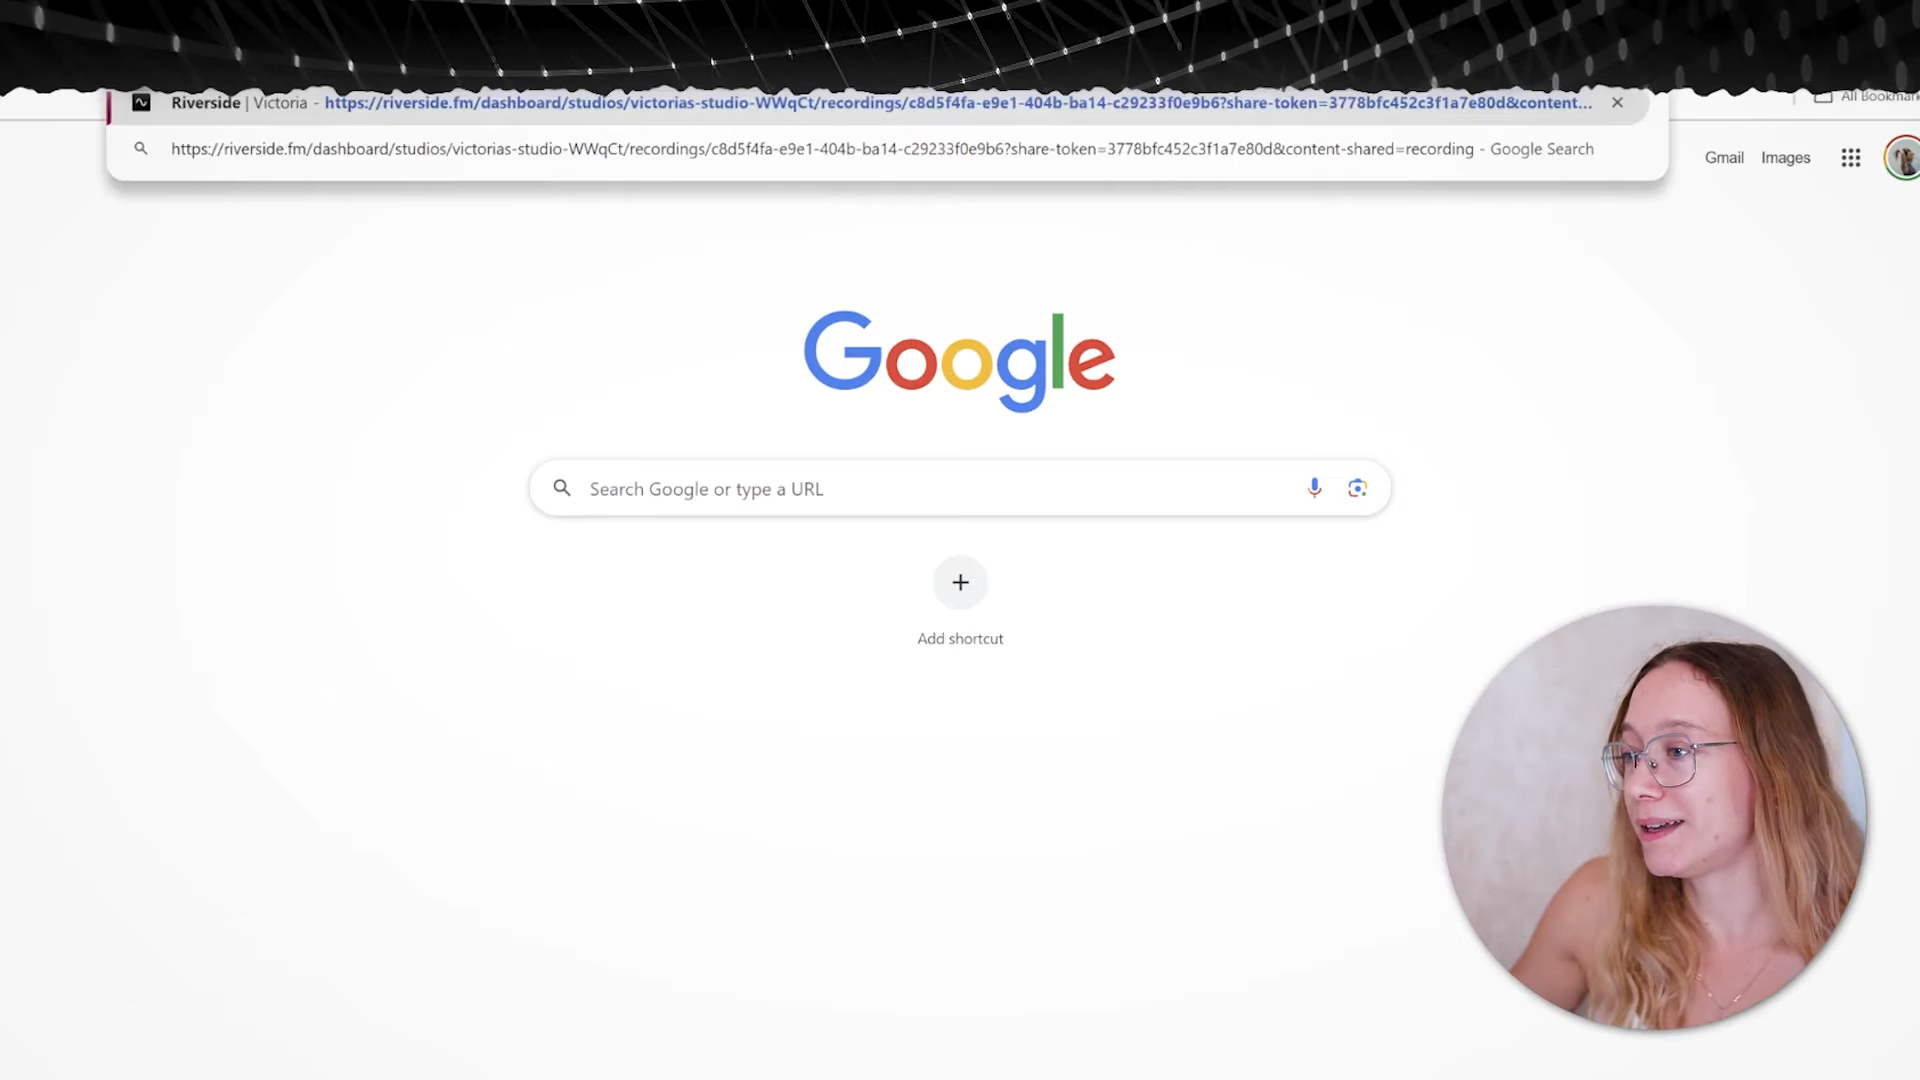 Riverside | Victoria - https://riverside.fm/dashboard/studios/victorias-studio-WWqCt/recordings/c8d5f4fa-e9e1-404b-ba14-c29233f0e9b6?share-token=3778bfc452c3f1a7e80d&content...
All Bookmark
https://riverside.fm/dashboard/studios/victorias-studio-WWqCt/recordings/c8d5f4fa-e9e1-404b-ba14-c29233f0e9b6?share-token=3778bfc452c3f1a7e80d&content-shared=recording - Google Search
Gmail Images
Google
Search Google or type a URL
Add shortcut